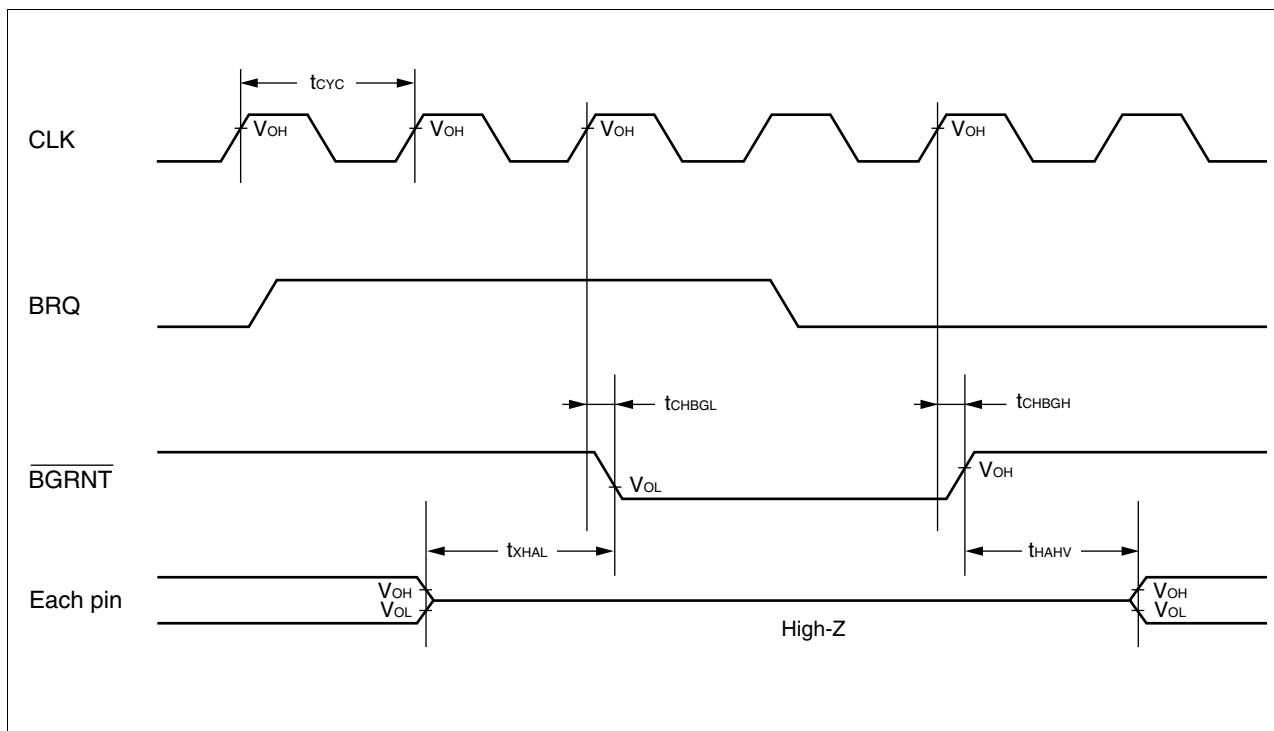 tCYC
CLK
VOH
VOH
VOH
VOH
BRQ
tCHBGL
tCHBGH
BGRNT
VOL
VOH
tXHAL
tHAHV
Each pin
VOH
VOL
VOH
VOL
High-Z